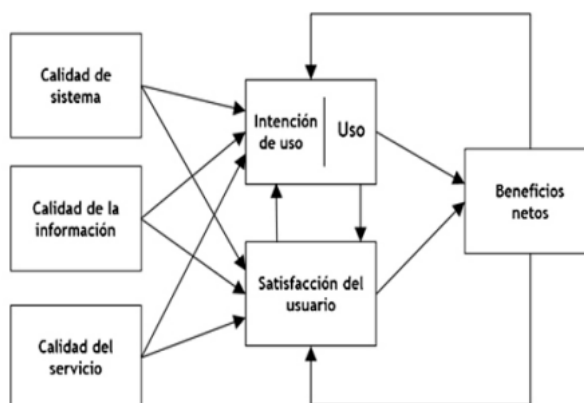 Calidad de
sistema
Calidad de la
información
Calidad del
servicio
Intención
de uso
Uso
Satisfacción del
usuario
Beneficios
netos